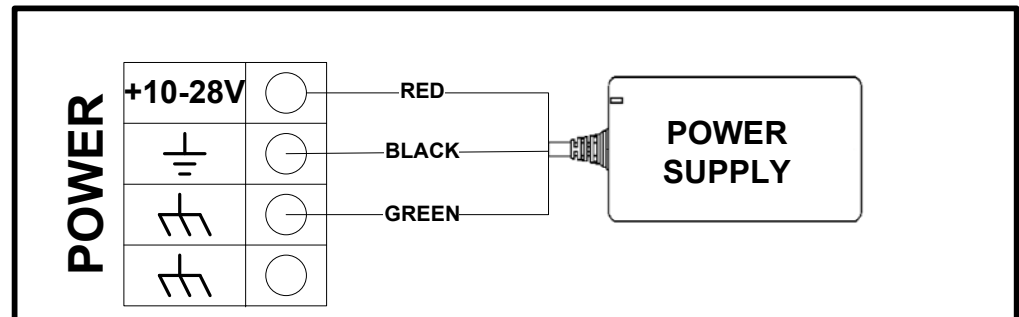 POWER
+10-28V
RED
BLACK
GREEN
POWER
SUPPLY